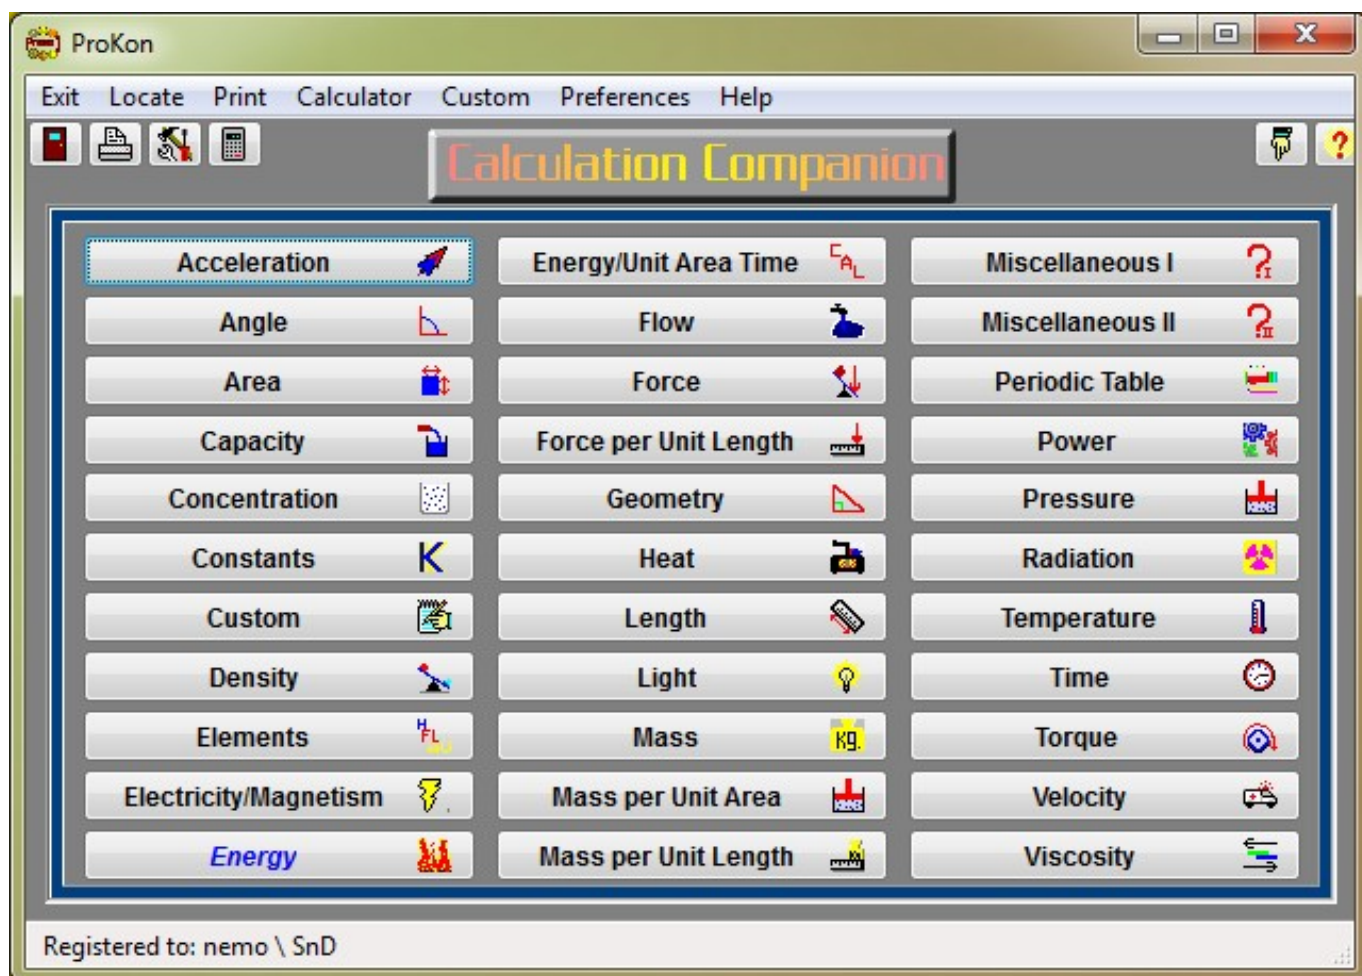 ProKon
Exit Locate Print Calculator Custom Preferences Help
Calculation Companion
Acceleration
Angle
Area
Capacity
Concentration
Constants
Custom
Density
Elements
Electricity/Magnetism
Energy
Energy/Unit Area Time
Flow
Force
Force per Unit Length
Geometry
Heat
Length
Light
Mass
Mass per Unit Area
Mass per Unit Length
Miscellaneous I
Miscellaneous II
Periodic Table
Power
Pressure
Radiation
Temperature
Time
Torque
Velocity
Viscosity
Registered to: nemo \ SnD